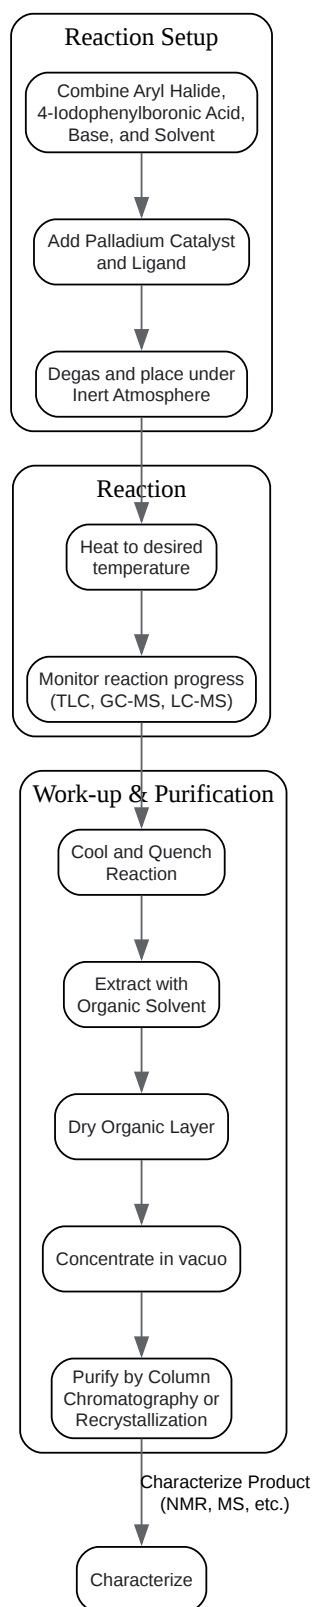 Reaction Setup
Combine Aryl Halide,
4-Iodophenylboronic Acid,
Base, and Solvent
Add Palladium Catalyst
and Ligand
Degas and place under
Inert Atmosphere
Reaction
Heat to desired
temperature
Monitor reaction progress
(TLC, GC-MS, LC-MS)
Work-up & Purification
Cool and Quench
Reaction
Extract with
Organic Solvent
Dry Organic Layer
Concentrate in vacuo
Purify by Column
Chromatography or
Recrystallization
Characterize Product
(NMR, MS, etc.)
Characterize